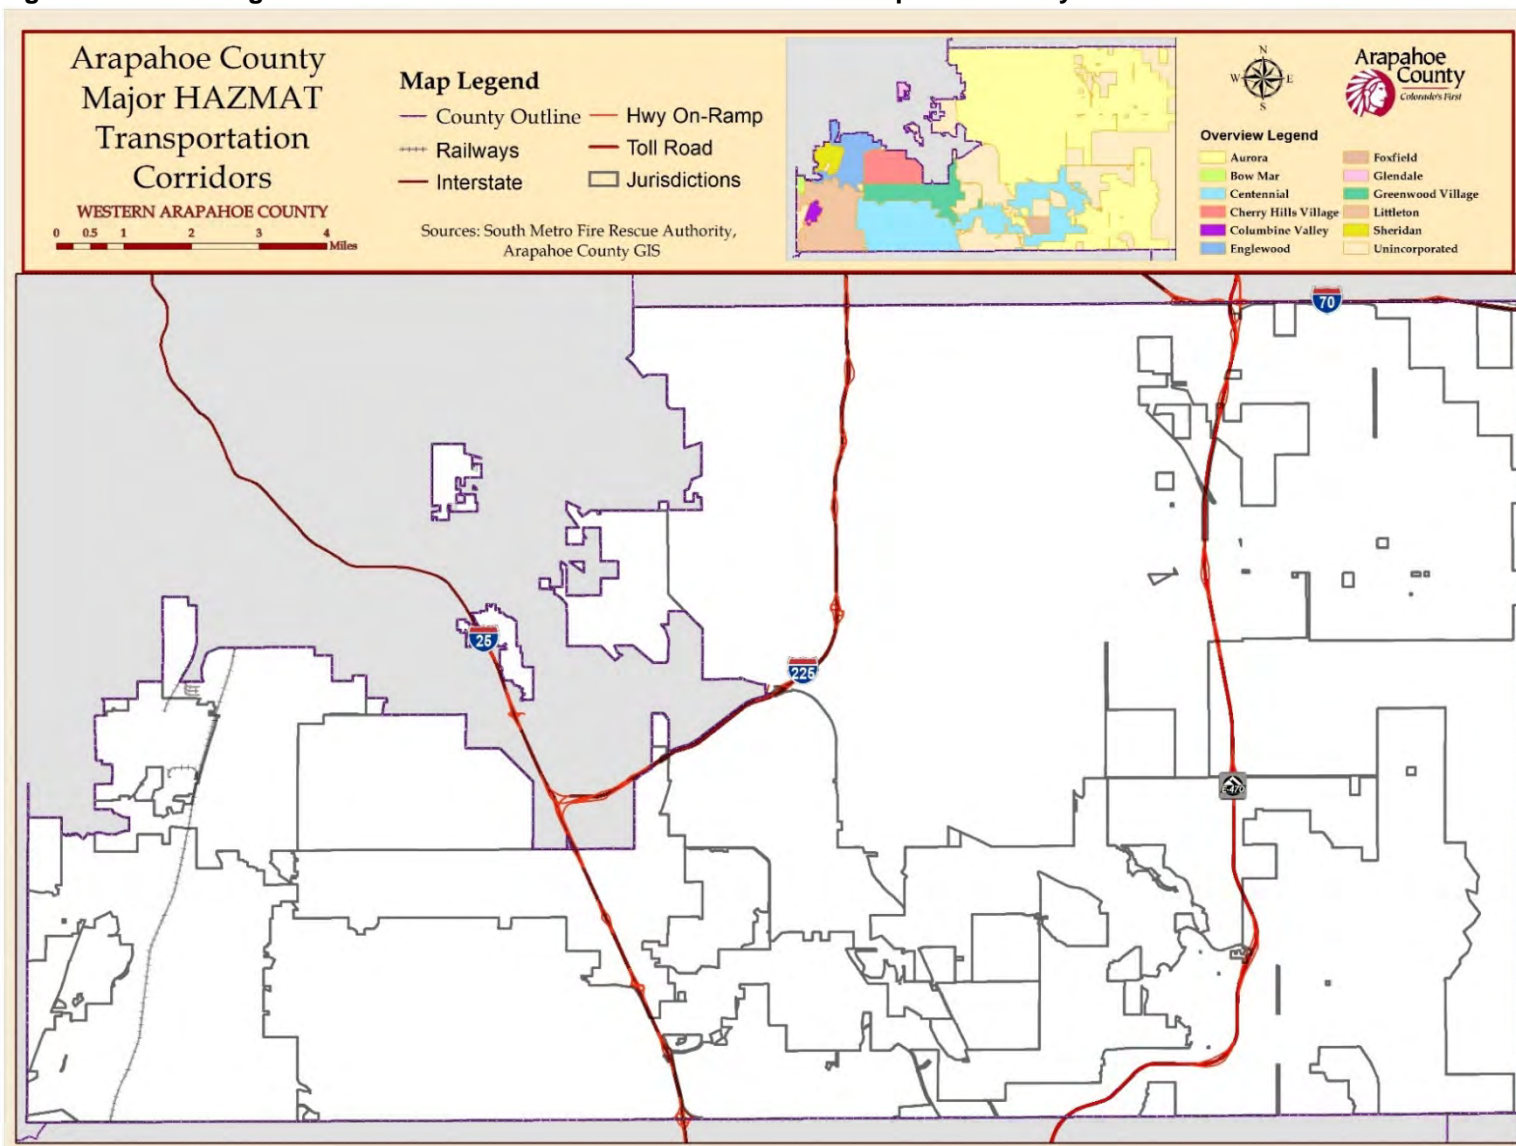 Arapahoe County
Major HAZMAT
Transportation
Corridors
WESTERN ARAPAHOE COUNTY
0 0.5 1 2 3 4
Miles
Map Legend
County Outline
Hwy On-Ramp
Railways
Toll Road
Interstate
Jurisdictions
Sources: South Metro Fire Rescue Authority,
Arapahoe County GIS
N
W E
S
Arapahoe
County
Colorado's First
Overview Legend
Aurora
Bow Mar
Centennial
Cherry Hills Village
Columbine Valley
Englewood
Foxfield
Glendale
Greenwood Village
Littleton
Sheridan
Unincorporated
70
25
225
E-470